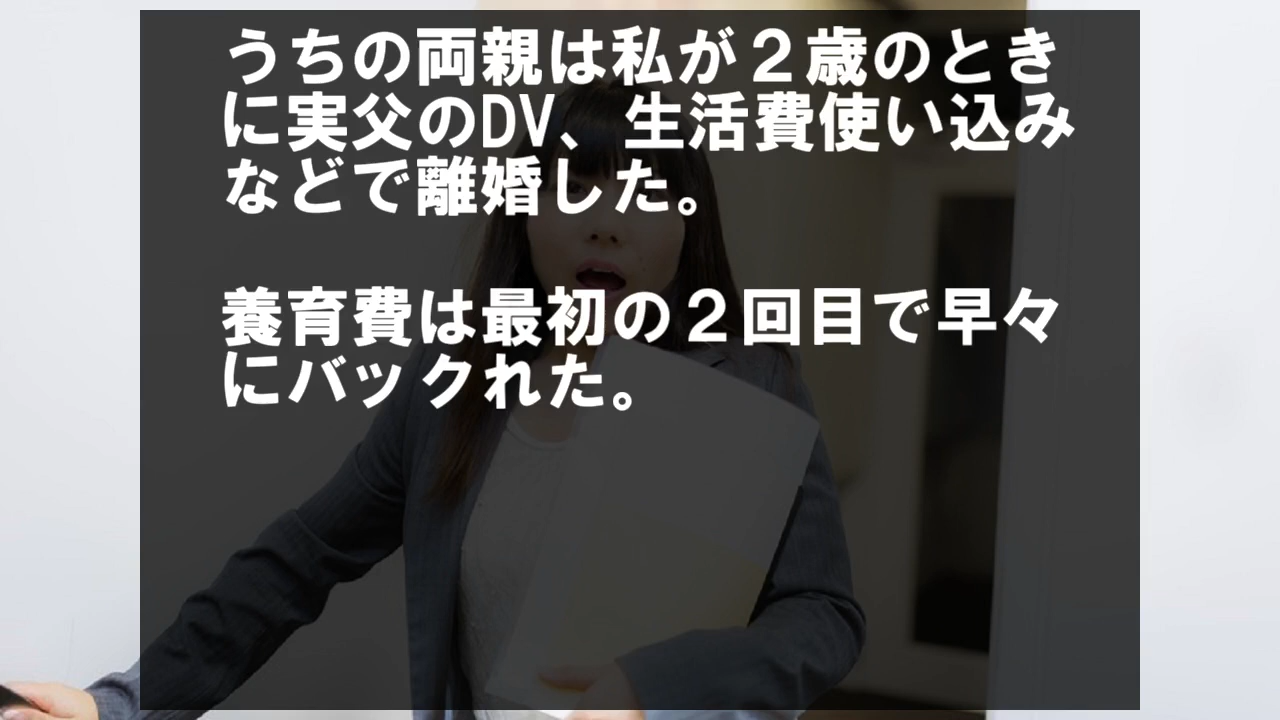 うちの両親は私が２歳のとき
に実父のDV、生活費使い込み
などで離婚した。
養育費は最初の２回目で早々
にバックれた。